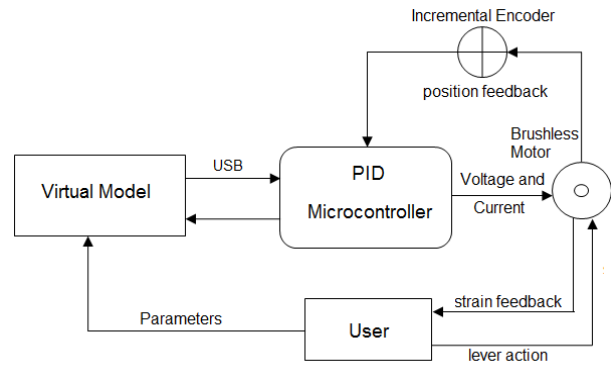 Incremental Encoder
position feedback
Brushless
Motor
USB
PID
Microcontroller
Virtual Model
Voltage and
Current
strain feedback
Parameters
User
lever action